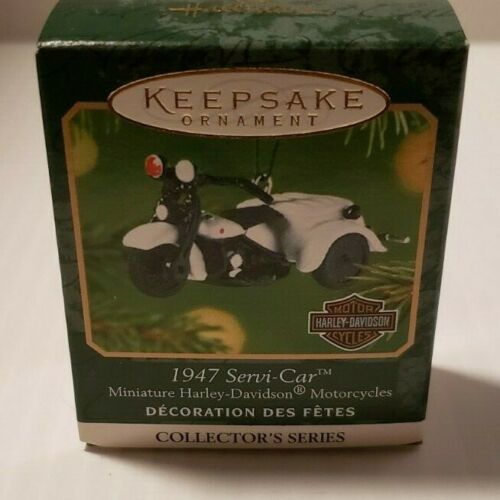 KEEPSAKE
ORNAMENT
MOTOR
HARLEY-DAVIDSON
CYCLES
1947 Servi-Car™
Miniature Harley-Davidson® Motorcycles
DÉCORATION DES FÊTES
COLLECTOR'S SERIES